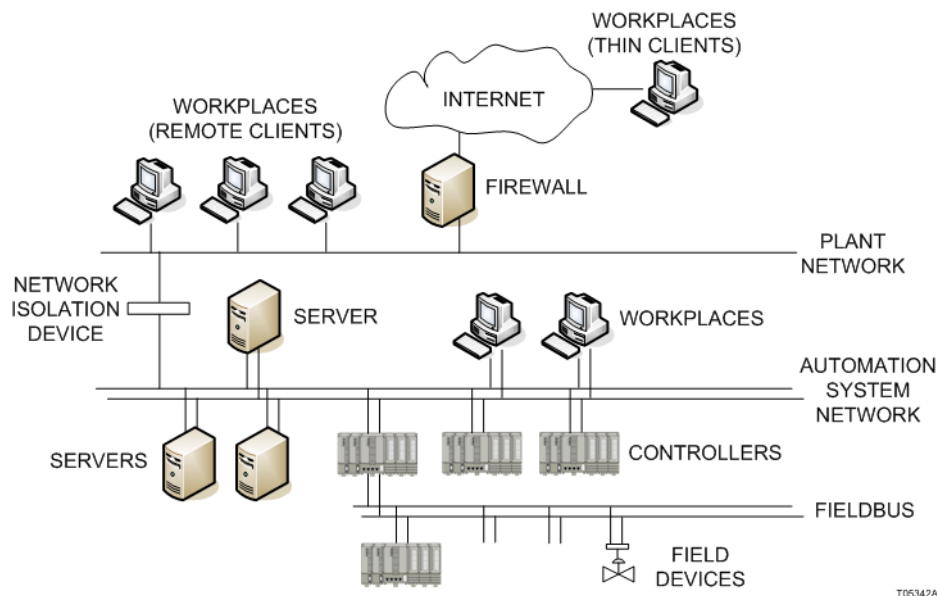 WORKPLACES
(THIN CLIENTS)
INTERNET
WORKPLACES
(REMOTE CLIENTS)
FIREWALL
PLANT
NETWORK
NETWORK
ISOLATION
DEVICE
SERVER
WORKPLACES
AUTOMATION
SYSTEM
NETWORK
SERVERS
CONTROLLERS
FIELDBUS
FIELD
DEVICES
T05342A